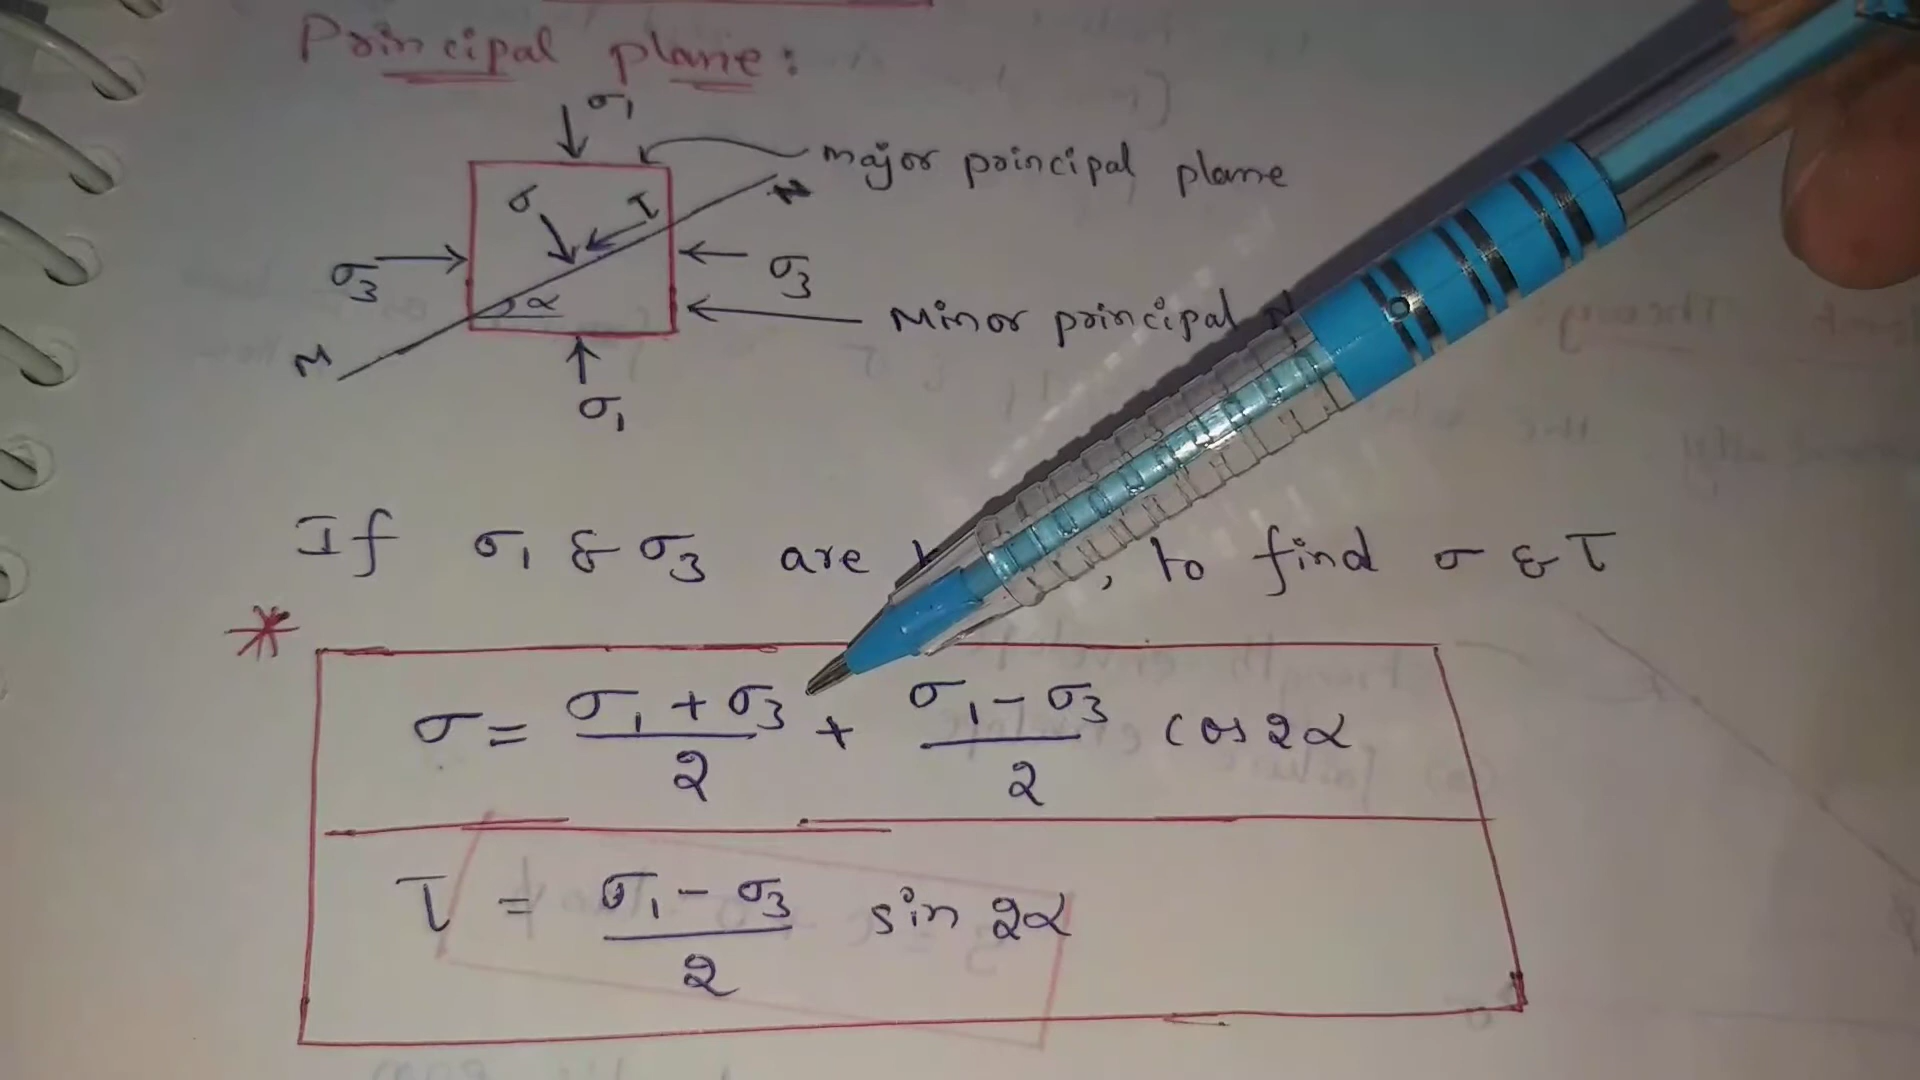 Principal plane:
σ₁
major principal plane
N
σ τ
σ₃ σ₃
α
Minor principal
M
σ₁
If σ₁ & σ₃ are , to find σ & τ
*
σ = (σ₁ + σ₃)/2 + (σ₁ - σ₃)/2 cos 2α
τ = (σ₁ - σ₃)/2 sin 2α